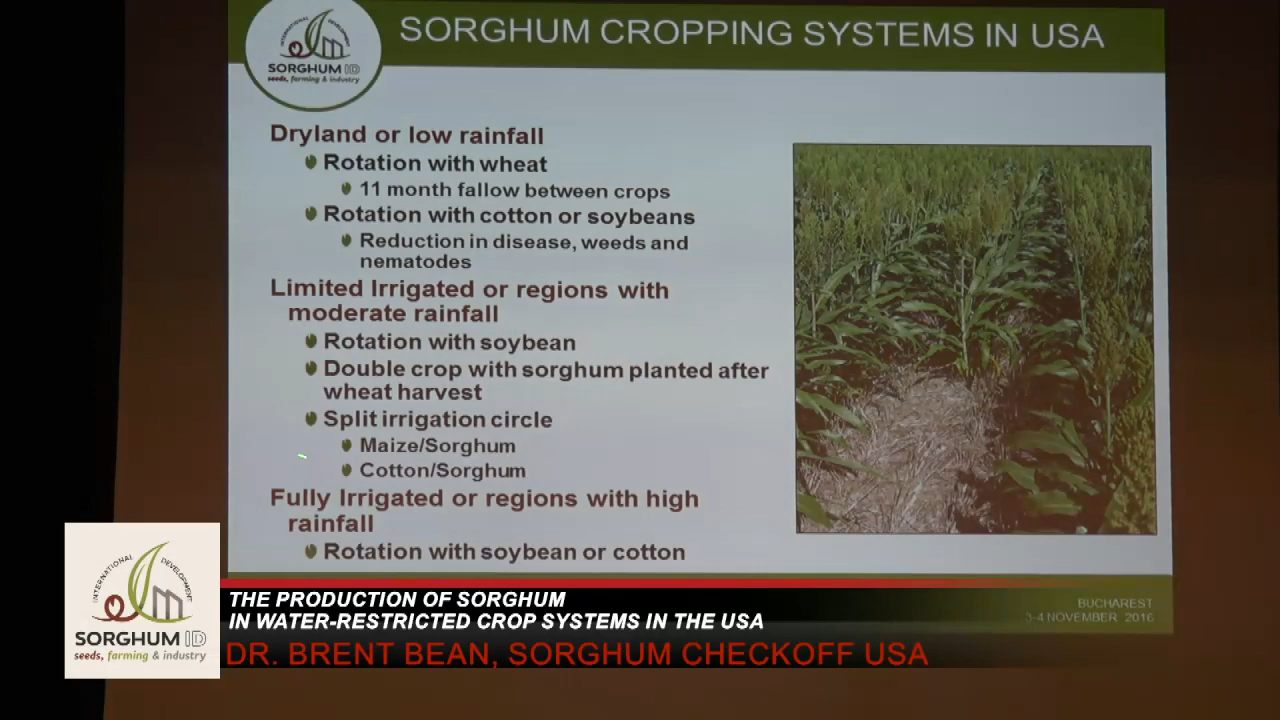 SORGHUM CROPPING SYSTEMS IN USA
INTERNATIONAL DEVELOPMENT
SORGHUM ID
seeds, farming & industry
Dryland or low rainfall
Rotation with wheat
11 month fallow between crops
Rotation with cotton or soybeans
Reduction in disease, weeds and
nematodes
Limited Irrigated or regions with
moderate rainfall
Rotation with soybean
Double crop with sorghum planted after
wheat harvest
Split irrigation circle
Maize/Sorghum
Cotton/Sorghum
Fully Irrigated or regions with high
rainfall
Rotation with soybean or cotton
BUCHAREST
3-4 NOVEMBER 2016
INTERNATIONAL DEVELOPMENT
SORGHUM ID
seeds, farming & industry
THE PRODUCTION OF SORGHUM
IN WATER-RESTRICTED CROP SYSTEMS IN THE USA
DR. BRENT BEAN, SORGHUM CHECKOFF USA